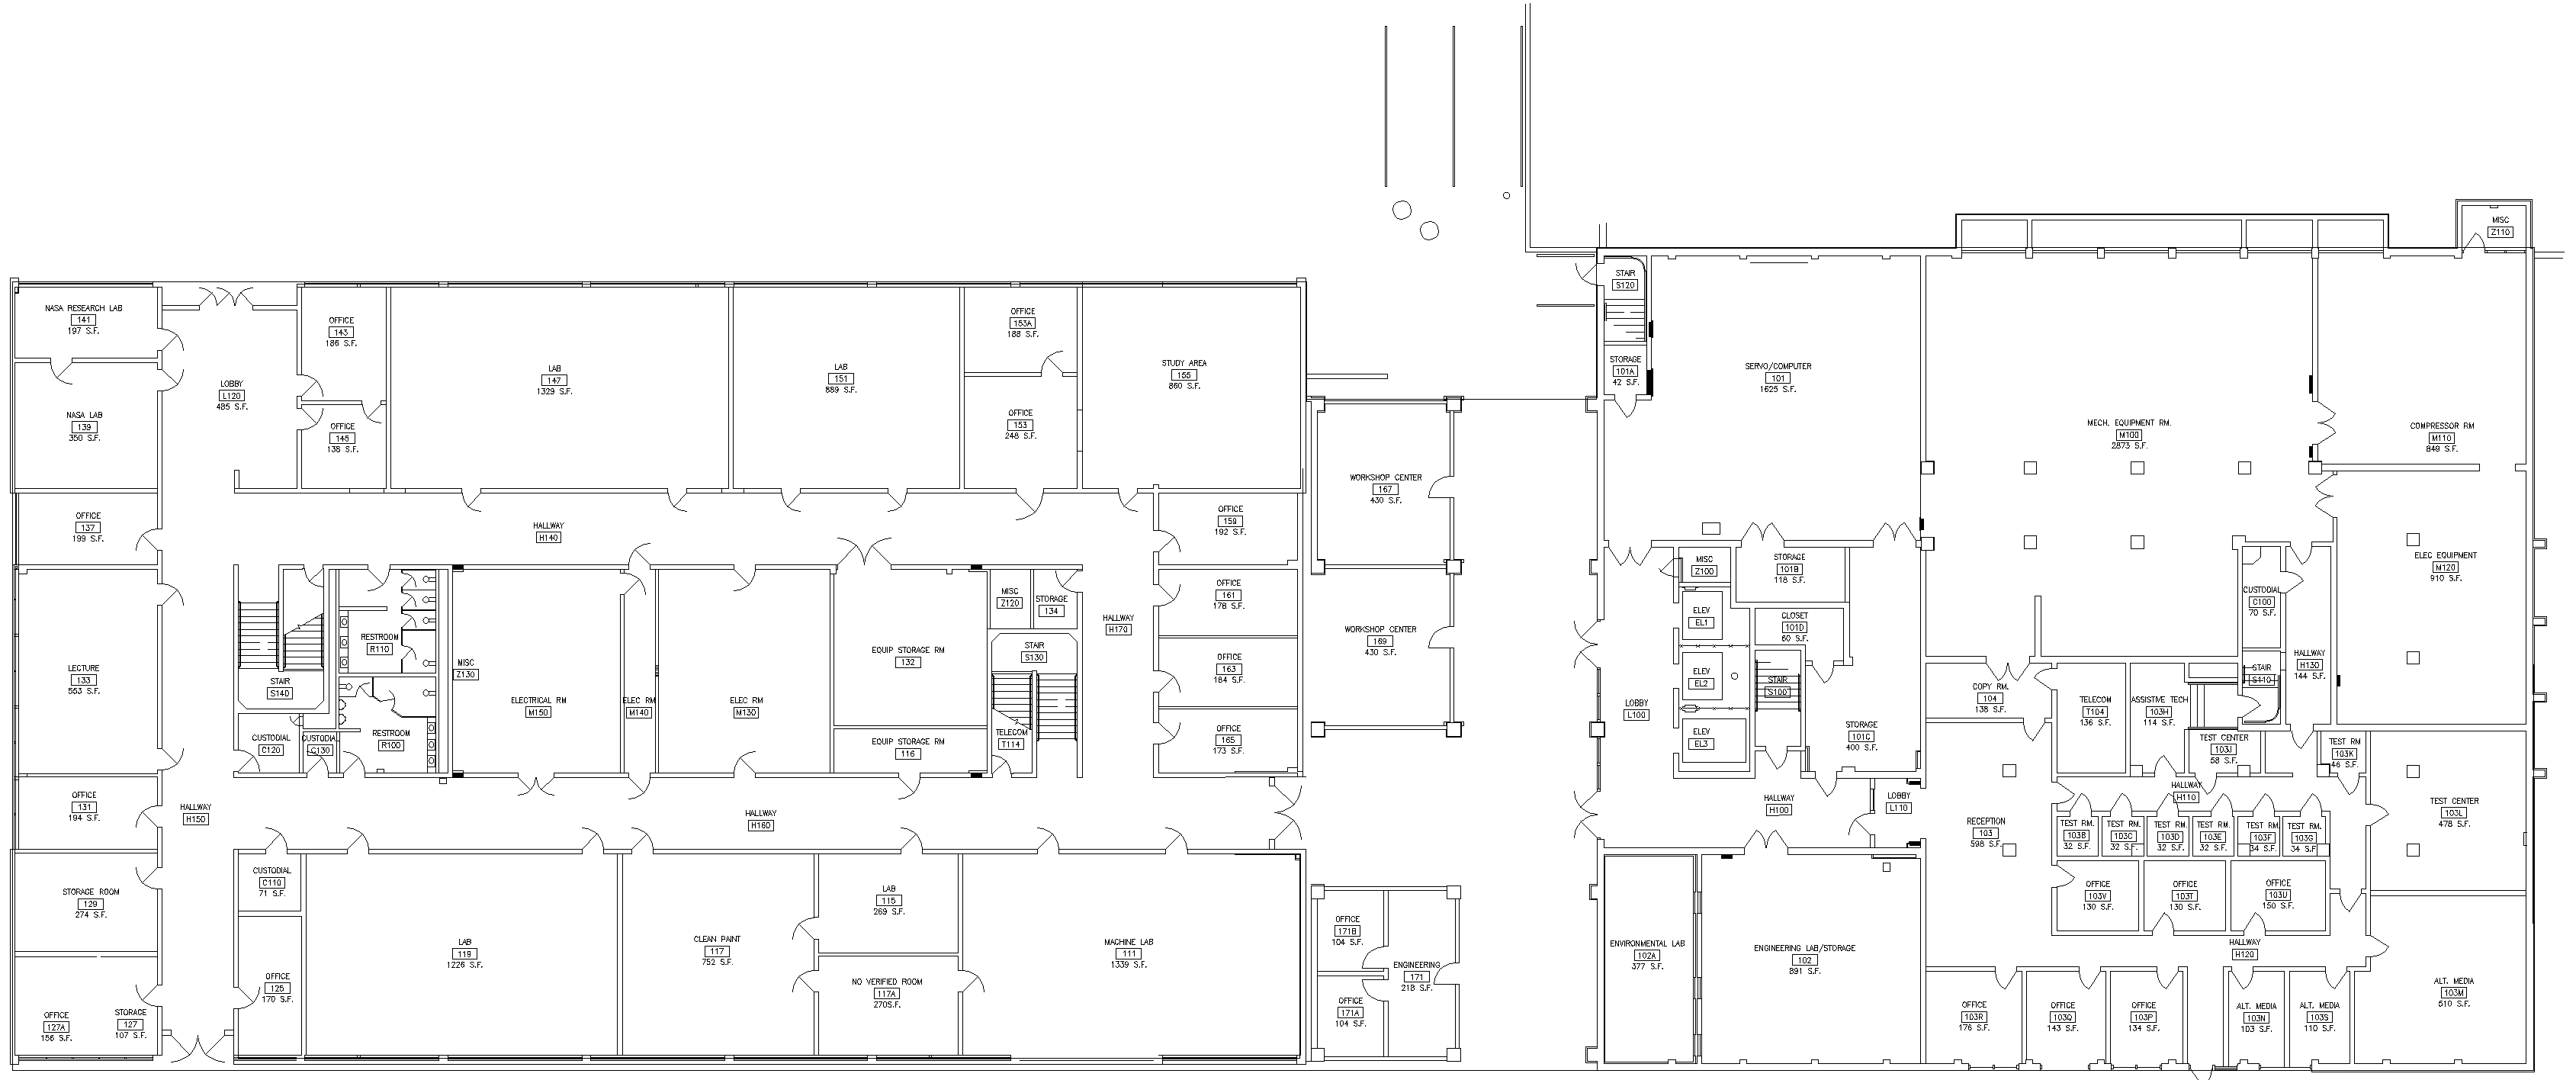 NASA RESEARCH LAB
141
197 S.F.
NASA LAB
139
350 S.F.
OFFICE
137
199 S.F.
LECTURE
133
553 S.F.
OFFICE
131
194 S.F.
STORAGE ROOM
129
274 S.F.
OFFICE
127A
156 S.F.
STORAGE
127
107 S.F.
LOBBY
L120
485 S.F.
HALLWAY
H150
OFFICE
143
186 S.F.
OFFICE
145
138 S.F.
LAB
147
1329 S.F.
LAB
151
889 S.F.
OFFICE
153A
188 S.F.
OFFICE
153
248 S.F.
STUDY AREA
155
860 S.F.
HALLWAY
H140
STAIR
S140
CUSTODIAL
C120
CUSTODIAL
C130
RESTROOM
R110
RESTROOM
R100
MISC
Z130
ELECTRICAL RM
M150
ELEC RM
M140
ELEC RM
M130
EQUIP STORAGE RM
132
EQUIP STORAGE RM
116
MISC
Z120
STORAGE
134
STAIR
S130
TELECOM
T114
HALLWAY
H170
OFFICE
159
192 S.F.
OFFICE
161
178 S.F.
OFFICE
163
184 S.F.
OFFICE
165
173 S.F.
HALLWAY
H160
CUSTODIAL
C110
71 S.F.
OFFICE
125
170 S.F.
LAB
119
1226 S.F.
CLEAN PAINT
117
752 S.F.
LAB
115
269 S.F.
NO VERIFIED ROOM
117A
270S.F.
MACHINE LAB
111
1339 S.F.
WORKSHOP CENTER
167
430 S.F.
WORKSHOP CENTER
169
430 S.F.
OFFICE
171B
104 S.F.
OFFICE
171A
104 S.F.
ENGINEERING
171
218 S.F.
STAIR
S120
STORAGE
101A
42 S.F.
SERVO/COMPUTER
101
1625 S.F.
MISC
Z100
STORAGE
101B
118 S.F.
CLOSET
101D
60 S.F.
ELEV
EL1
ELEV
EL2
ELEV
EL3
STAIR
S100
STORAGE
101C
400 S.F.
LOBBY
L100
HALLWAY
H100
LOBBY
L110
ENVIRONMENTAL LAB
102A
377 S.F.
ENGINEERING LAB/STORAGE
102
891 S.F.
MISC
Z110
MECH. EQUIPMENT RM.
M100
2873 S.F.
COMPRESSOR RM
M110
849 S.F.
ELEC EQUIPMENT
M120
910 S.F.
CUSTODIAL
C100
70 S.F.
HALLWAY
H130
144 S.F.
STAIR
S110
COPY RM.
104
138 S.F.
TELECOM
T104
136 S.F.
ASSISTIVE TECH
103H
114 S.F.
TEST CENTER
103J
58 S.F.
TEST RM
103K
46 S.F.
TEST CENTER
103L
478 S.F.
HALLWAY
H110
RECEPTION
103
598 S.F.
TEST RM.
103B
32 S.F.
TEST RM.
103C
32 S.F.
TEST RM.
103D
32 S.F.
TEST RM.
103E
32 S.F.
TEST RM.
103F
34 S.F.
TEST RM.
103G
34 S.F.
OFFICE
103V
130 S.F.
OFFICE
103T
130 S.F.
OFFICE
103U
150 S.F.
HALLWAY
H120
OFFICE
103R
176 S.F.
OFFICE
103Q
143 S.F.
OFFICE
103P
134 S.F.
ALT. MEDIA
103N
103 S.F.
ALT. MEDIA
103S
110 S.F.
ALT. MEDIA
103M
510 S.F.